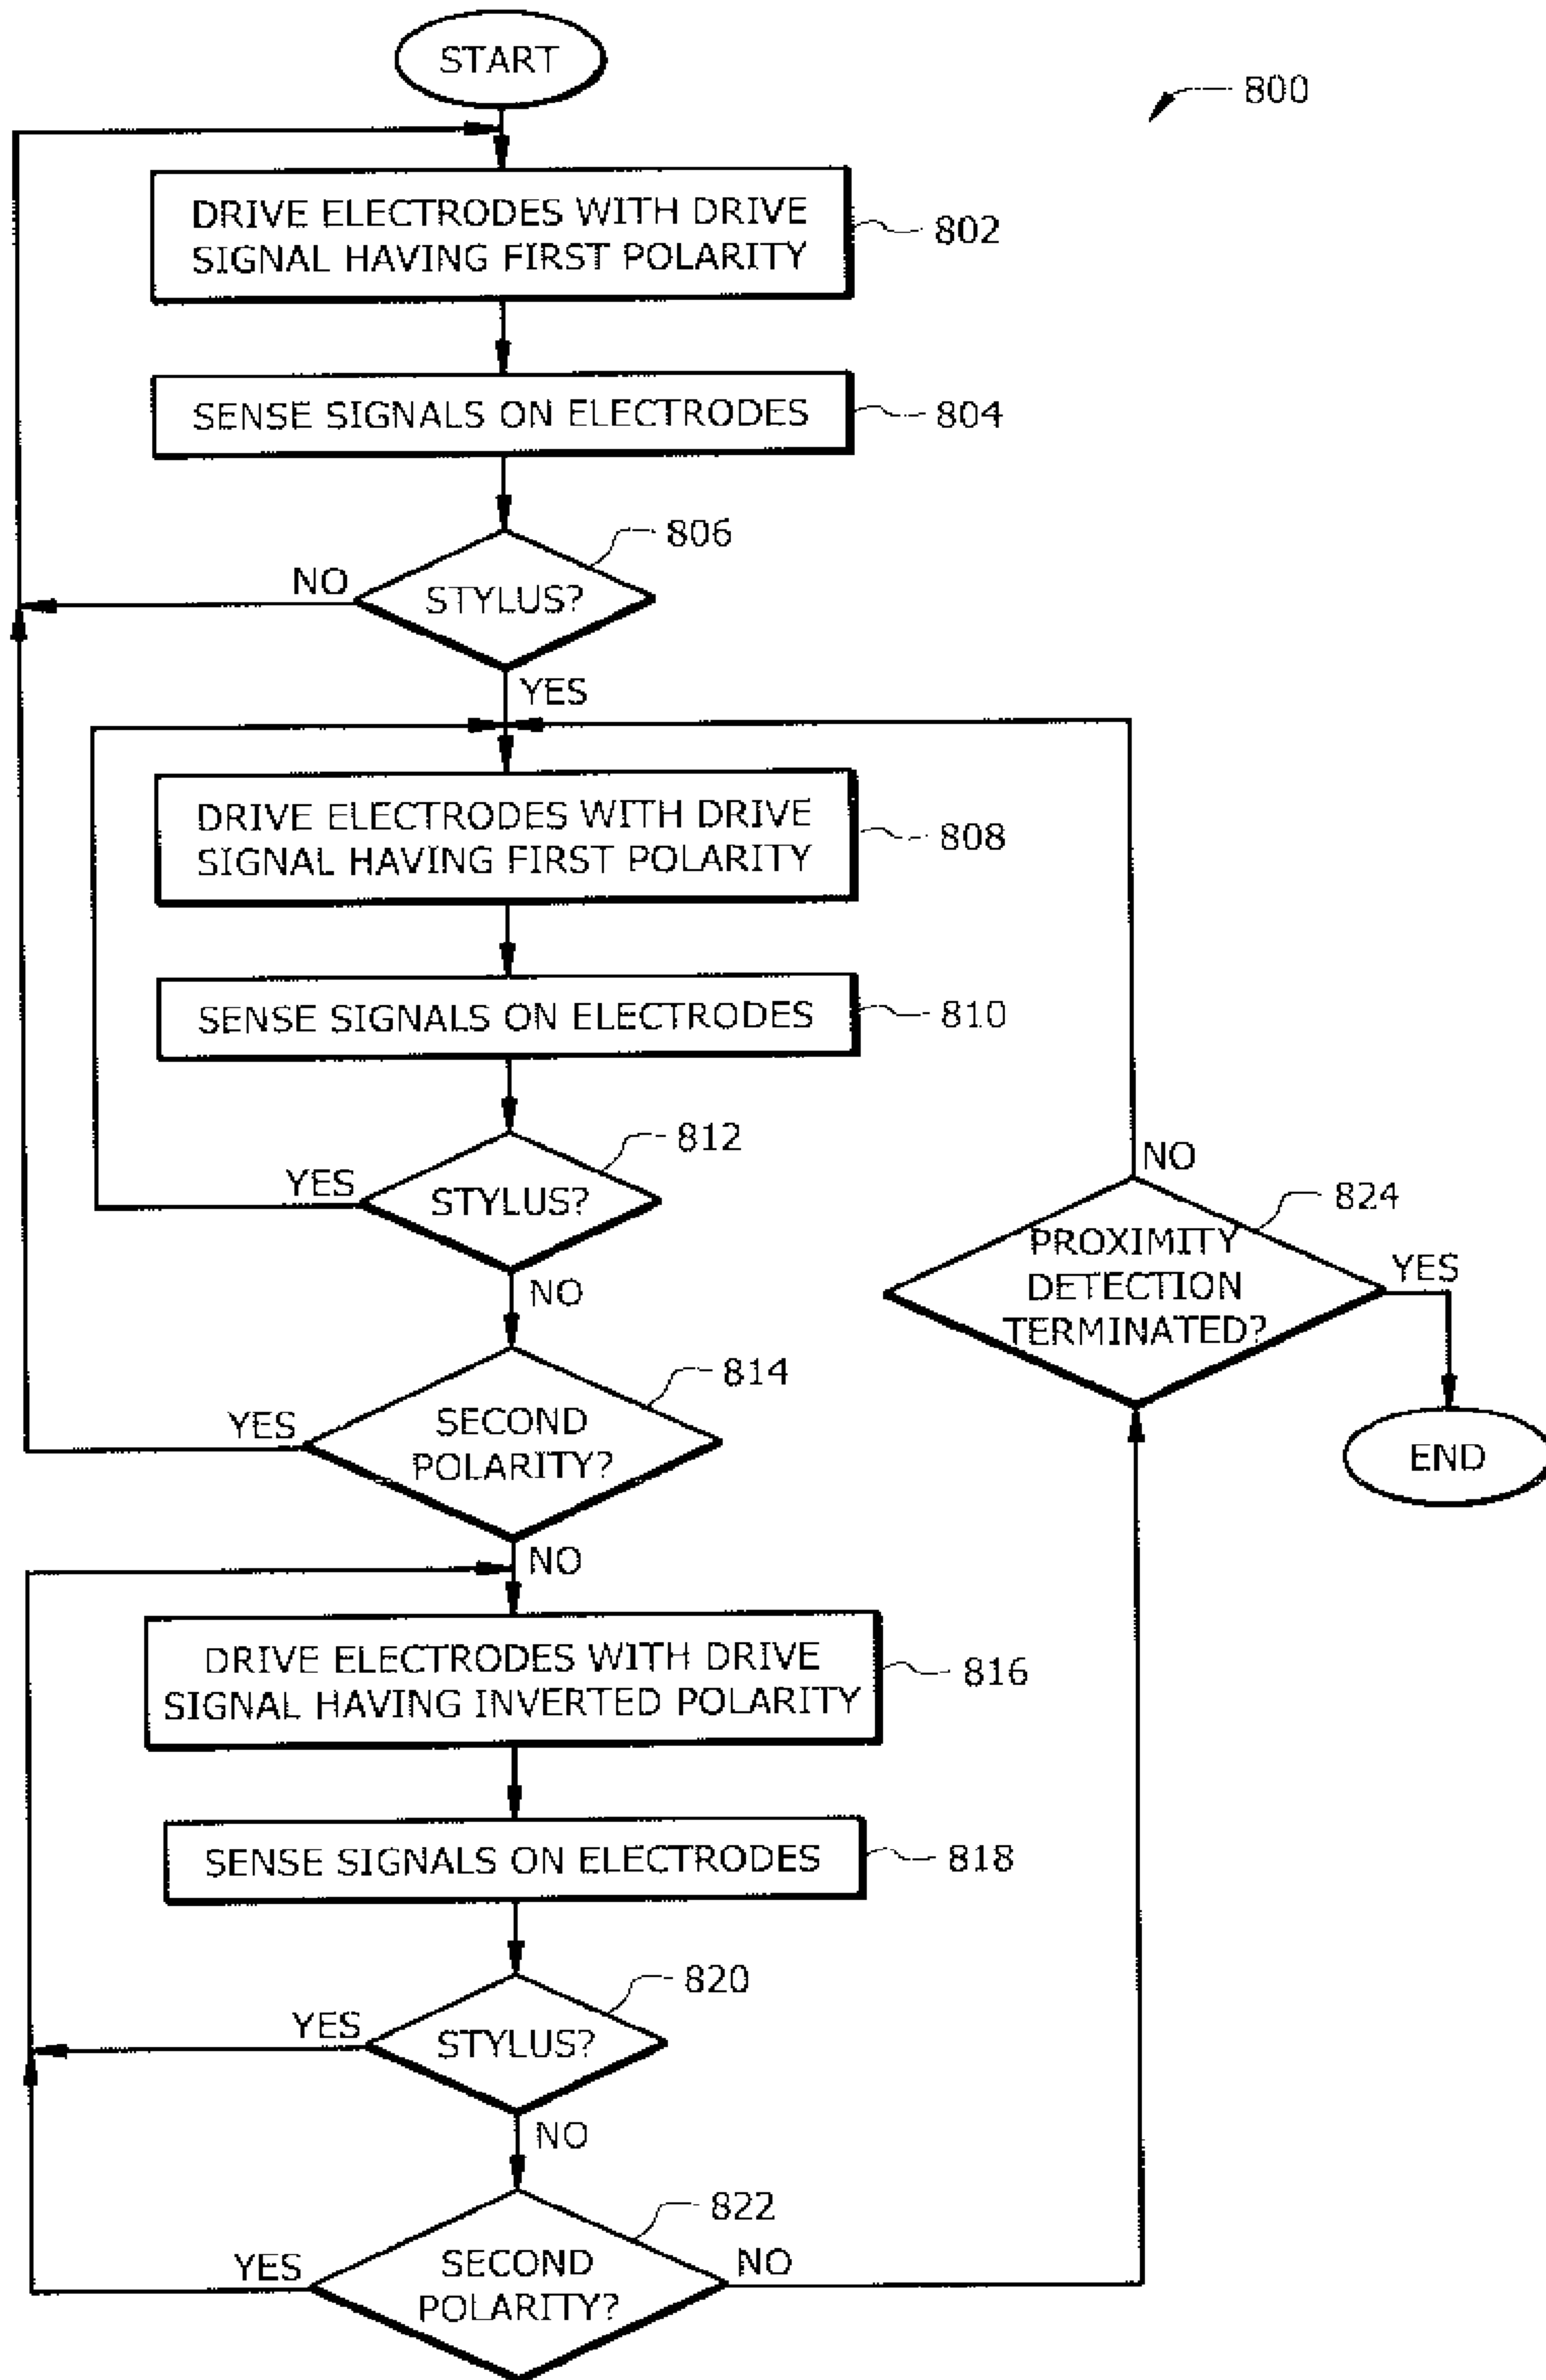 START
800
DRIVE ELECTRODES WITH DRIVE
SIGNAL HAVING FIRST POLARITY
802
SENSE SIGNALS ON ELECTRODES
804
806
STYLUS?
NO
YES
DRIVE ELECTRODES WITH DRIVE
SIGNAL HAVING FIRST POLARITY
808
SENSE SIGNALS ON ELECTRODES
810
812
STYLUS?
YES
NO
814
SECOND
POLARITY?
YES
NO
DRIVE ELECTRODES WITH DRIVE
SIGNAL HAVING INVERTED POLARITY
816
SENSE SIGNALS ON ELECTRODES
818
820
STYLUS?
YES
NO
822
SECOND
POLARITY?
YES
NO
NO
824
PROXIMITY
DETECTION
TERMINATED?
YES
END